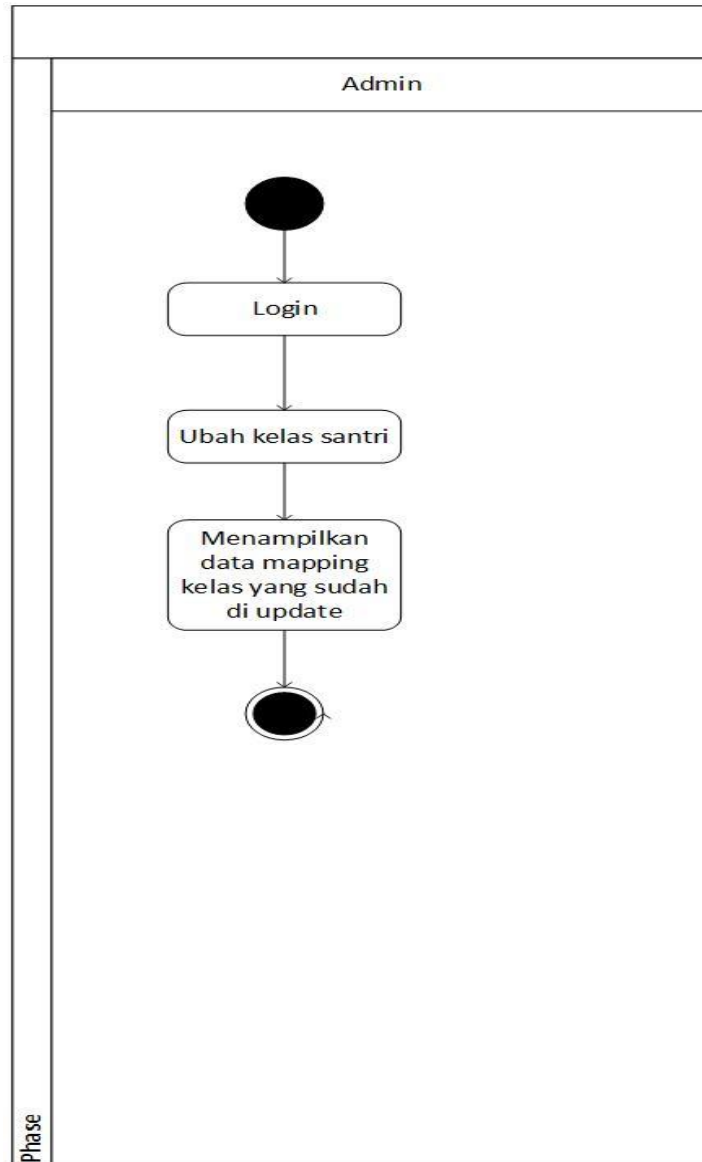 Admin
Login
Ubah kelas santri
Menampilkan
data mapping
kelas yang sudah
di update
Phase